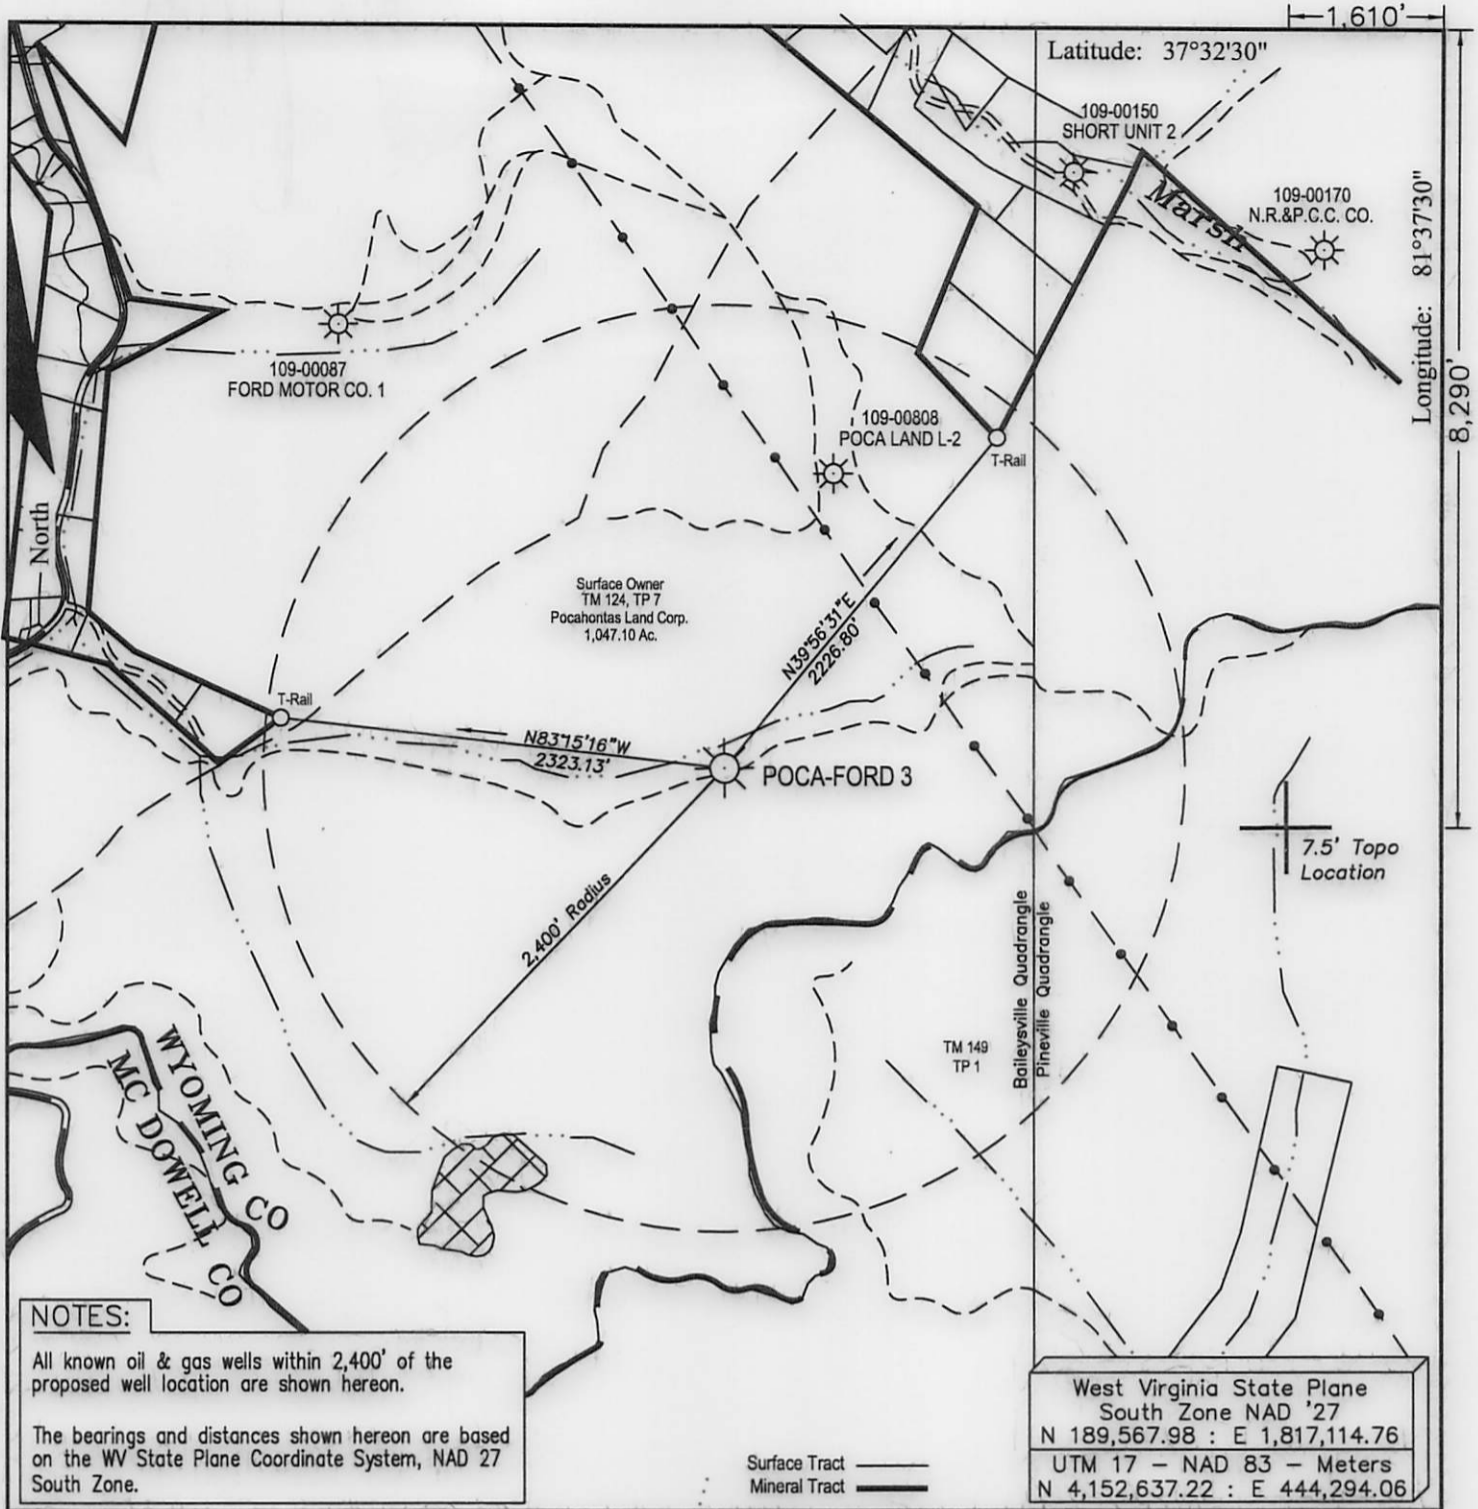 1,610'
Latitude: 37°32'30"
109-00150
SHORT UNIT 2
Marsh
109-00170
N.R.&P.C.C. CO.
Longitude: 81°37'30"
8,290'
109-00087
FORD MOTOR CO. 1
109-00808
POCA LAND L-2
T-Rail
North
Surface Owner
TM 124, TP 7
Pocahontas Land Corp.
1,047.10 Ac.
N39°56'31"E
2226.80'
T-Rail
N83°15'16"W
2323.13'
POCA-FORD 3
7.5' Topo
Location
2,400' Radius
Baileysville Quadrangle
Pineville Quadrangle
TM 149
TP 1
WYOMING CO
MC DOWELL CO
NOTES:
All known oil & gas wells within 2,400' of the
proposed well location are shown hereon.
The bearings and distances shown hereon are based
on the WV State Plane Coordinate System, NAD 27
South Zone.
Surface Tract
Mineral Tract
West Virginia State Plane
South Zone NAD '27
N 189,567.98 : E 1,817,114.76
UTM 17 – NAD 83 – Meters
N 4,152,637.22 : E 444,294.06